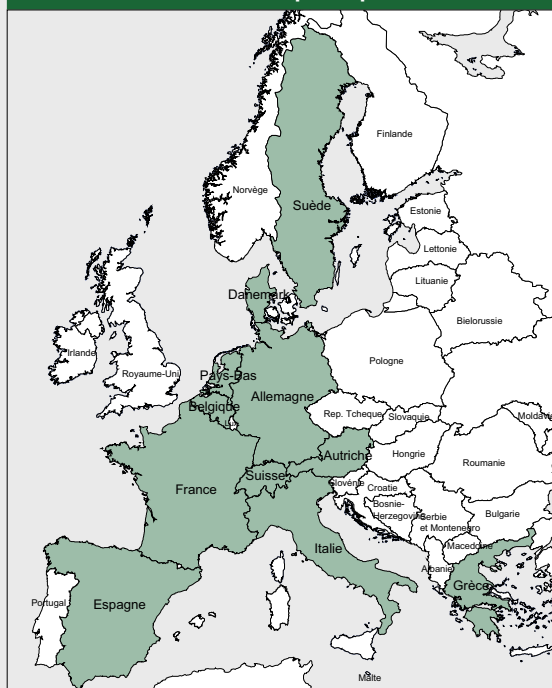 Finlande
Norvège
Suède
Estonie
Lettonie
Lituanie
Danemark
Bielorussie
Irlande
Royaume-Uni
Pays-Bas
Pologne
Belgique
Allemagne
Lux
Rep. Tcheque
Slovaquie
Moldavie
Autriche
Hongrie
Roumanie
Suisse
France
Slovénie
Croatie
Bosnie-
Herzegovine
Serbie
et Montenegro
Bulgarie
Italie
Macedoine
Albanie
Grèce
Portugal
Espagne
Malte